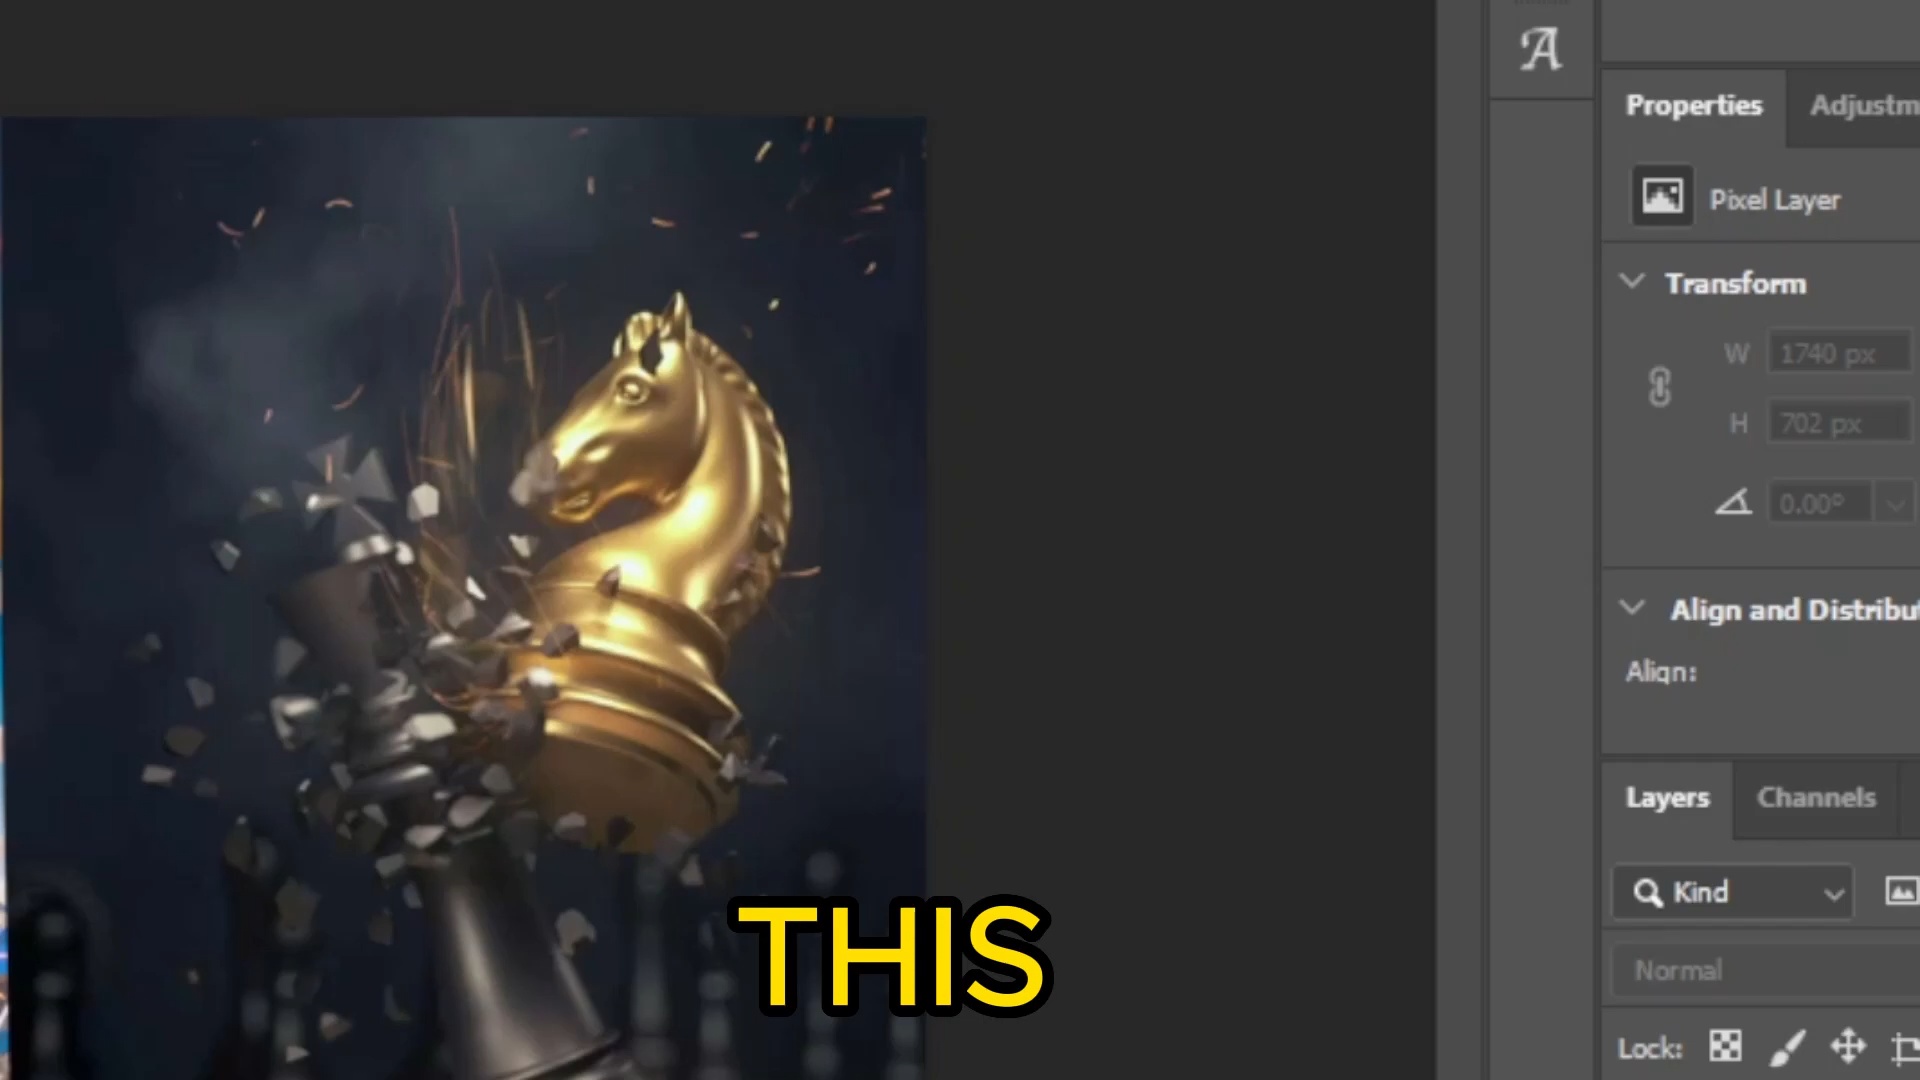 A
Properties
Adjustm
Pixel Layer
Transform
W
1740 px
H
702 px
0.00°
Align and Distribut
Align:
Layers
Channels
Kind
Normal
Lock:
THIS